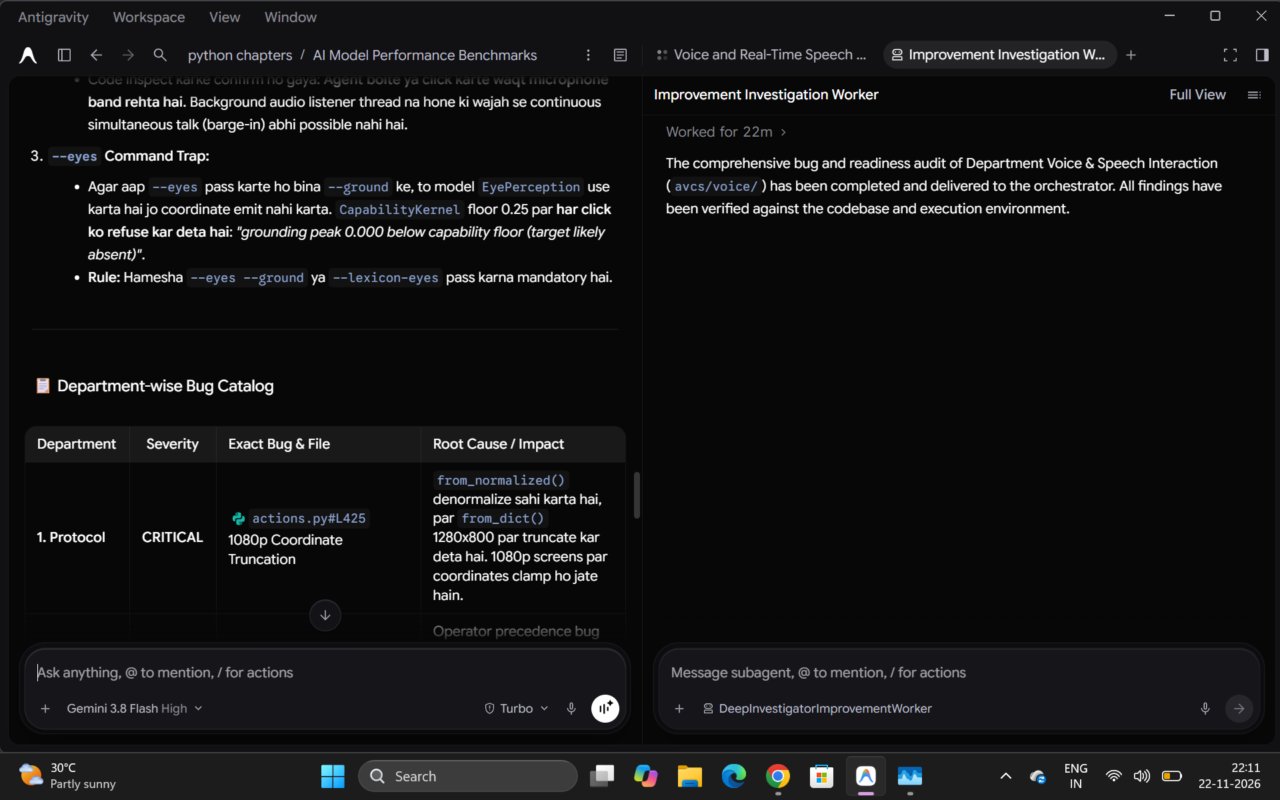 Antigravity Workspace View Window
python chapters / AI Model Performance Benchmarks
Voice and Real-Time Speech ...
Improvement Investigation W...
Code inspect karke confirm ho gaya: Agent bolte ya click karte waqt microphone
band rehta hai. Background audio listener thread na hone ki wajah se continuous
simultaneous talk (barge-in) abhi possible nahi hai.
3. --eyes Command Trap:
Agar aap --eyes pass karte ho bina --ground ke, to model EyePerception use
karta hai jo coordinate emit nahi karta. CapabilityKernel floor 0.25 par har click
ko refuse kar deta hai: "grounding peak 0.000 below capability floor (target likely
absent)".
Rule: Hamesha --eyes --ground ya --lexicon-eyes pass karna mandatory hai.
Department-wise Bug Catalog
Department Severity Exact Bug & File Root Cause / Impact
1. Protocol
CRITICAL
actions.py#L425
1080p Coordinate
Truncation
from_normalized()
denormalize sahi karta hai,
par from_dict()
1280x800 par truncate kar
deta hai. 1080p screens par
coordinates clamp ho jate
hain.
Operator precedence bug
Ask anything, @ to mention, / for actions
Gemini 3.8 Flash High
Turbo
Improvement Investigation Worker
Full View
Worked for 22m >
The comprehensive bug and readiness audit of Department Voice & Speech Interaction
(avcs/voice/) has been completed and delivered to the orchestrator. All findings have
been verified against the codebase and execution environment.
Message subagent, @ to mention, / for actions
DeepInvestigatorImprovementWorker
30°C
Partly sunny
Search
ENG
IN
22:11
22-11-2026